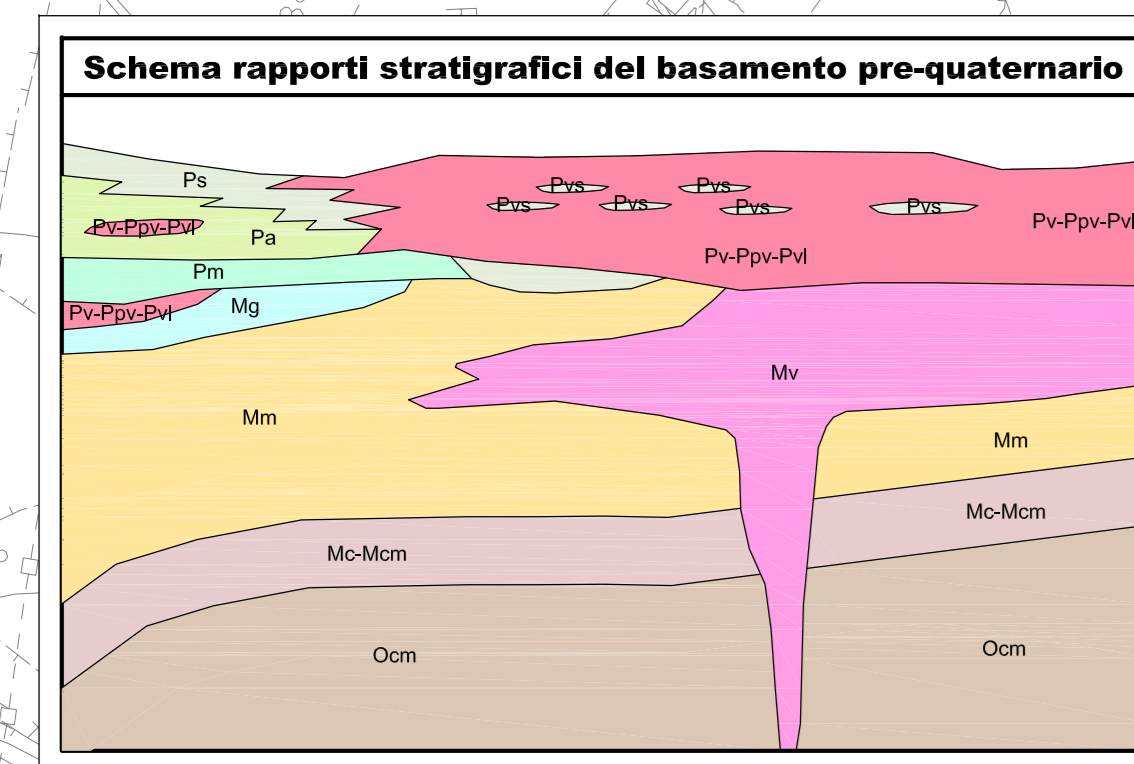 Schema rapporti stratigrafici del basamento pre-quaternario
Ps
Pvs
Pvs
Pvs
Pvs
Pvs
Pvs
Pv-Ppv-Pvl
Pa
Pv-Ppv-Pvl
Pv-Ppv-Pvl
Pm
Pv-Ppv-Pvl
Mg
Mv
Mm
Mm
Mc-Mcm
Mc-Mcm
Ocm
Ocm